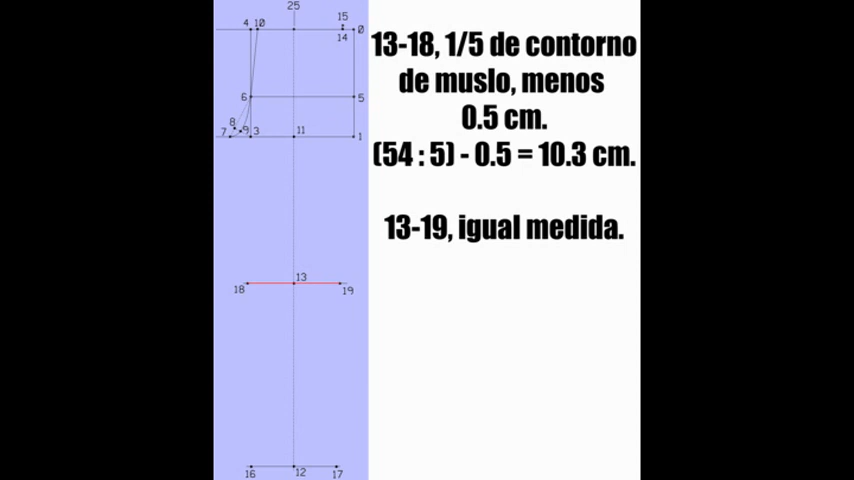 25
15
4 10 0
14
6 5
8
7 9 3 11 1
13
18 19
16 12 17
13-18, 1/5 de contorno
de muslo, menos
0.5 cm.
(54 : 5) - 0.5 = 10.3 cm.
13-19, igual medida.